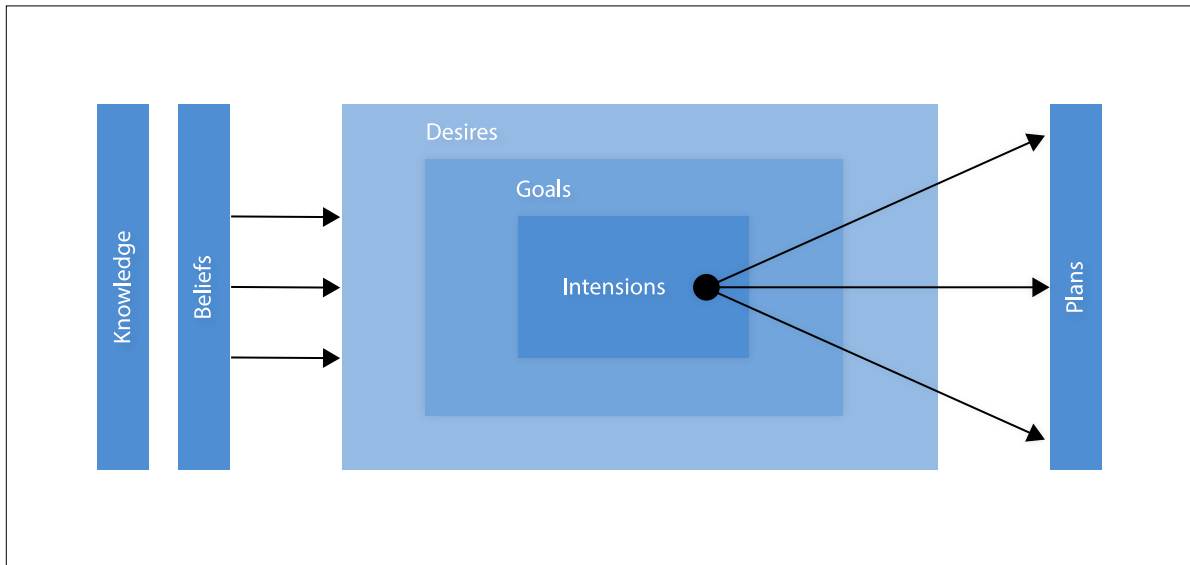 Knowledge
Beliefs
Desires
Goals
Intensions
Plans